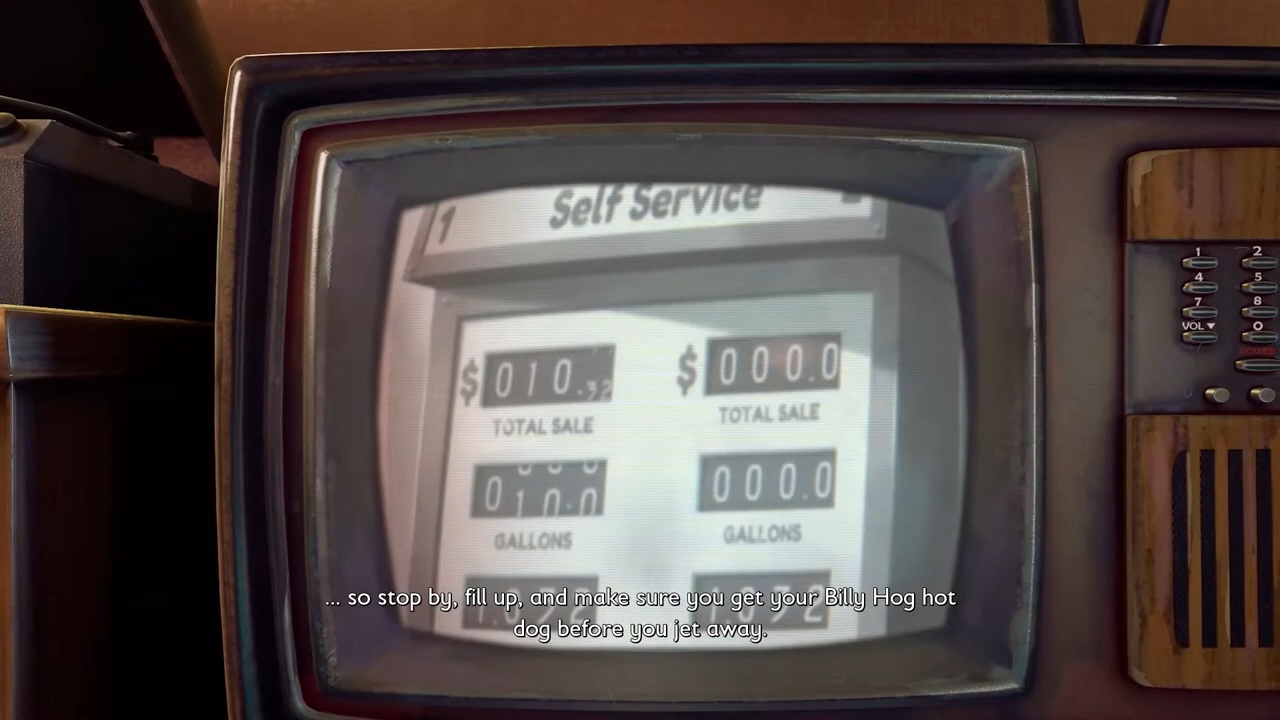 Self Service
1
$ 010.32 $ 000.0
TOTAL SALE TOTAL SALE
010.0 000.0
GALLONS GALLONS
... so stop by, fill up, and make sure you get your Billy Hog hot
dog before you jet away.
1 2
4 5
7 8
VOL▼ 0
POWER